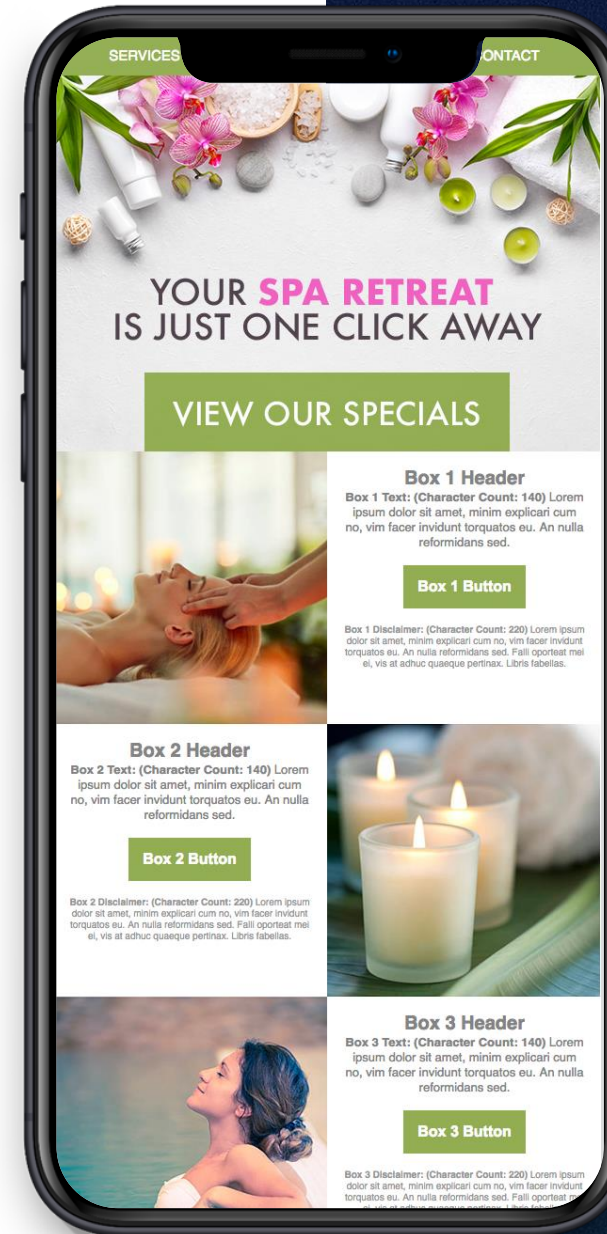 SERVICES
CONTACT
YOUR SPA RETREAT
IS JUST ONE CLICK AWAY
VIEW OUR SPECIALS
Box 1 Header
Box 1 Text: (Character Count: 140) Lorem
ipsum dolor sit amet, minim explicari cum
no, vim facer invidunt torquatos eu. An nulla
reformidans sed.
Box 1 Button
Box 1 Disclaimer: (Character Count: 220) Lorem ipsum
dolor sit amet, minim explicari cum no, vim facer invidunt
torquatos eu. An nulla reformidans sed. Falli oporteat mei
ei, vis at adhuc quaeque pertinax. Libris fabellas.
Box 2 Header
Box 2 Text: (Character Count: 140) Lorem
ipsum dolor sit amet, minim explicari cum
no, vim facer invidunt torquatos eu. An nulla
reformidans sed.
Box 2 Button
Box 2 Disclaimer: (Character Count: 220) Lorem ipsum
dolor sit amet, minim explicari cum no, vim facer invidunt
torquatos eu. An nulla reformidans sed. Falli oporteat mei
ei, vis at adhuc quaeque pertinax. Libris fabellas.
Box 3 Header
Box 3 Text: (Character Count: 140) Lorem
ipsum dolor sit amet, minim explicari cum
no, vim facer invidunt torquatos eu. An nulla
reformidans sed.
Box 3 Button
Box 3 Disclaimer: (Character Count: 220) Lorem ipsum
dolor sit amet, minim explicari cum no, vim facer invidunt
torquatos eu. An nulla reformidans sed. Falli oporteat